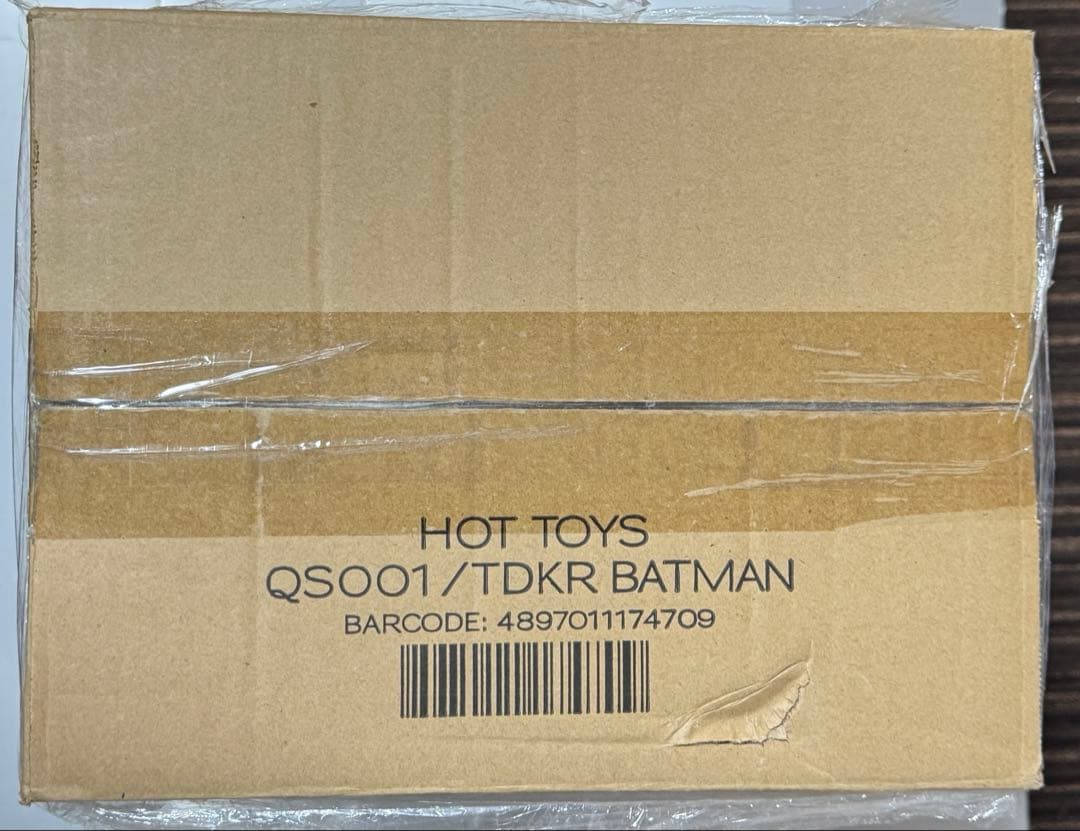 HOT TOYS
QS001/TDKR BATMAN
BARCODE: 4897011174709